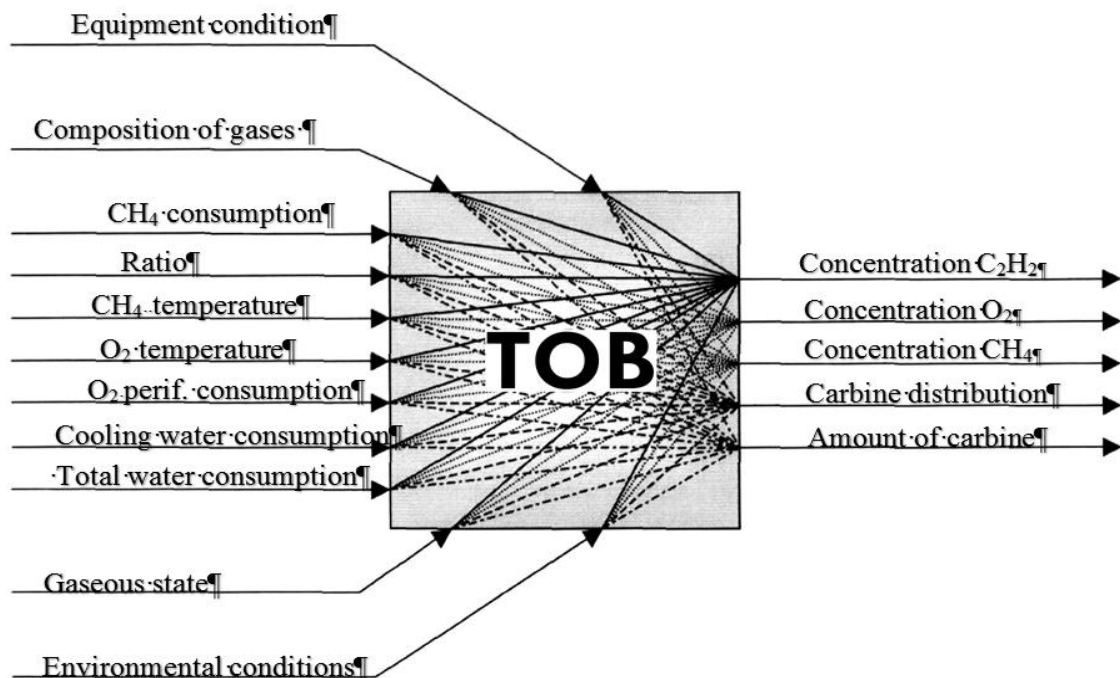 Equipment·condition¶
Composition·of·gases·¶
CH₄·consumption¶
Ratio¶
CH₄··temperature¶
O₂·temperature¶
O₂·perif.·consumption¶
Cooling·water·consumption¶
·Total·water·consumption¶
Gaseous·state¶
Environmental·conditions¶
TOB
Concentration·C₂H₂¶
Concentration·O₂¶
Concentration·CH₄¶
Carbine·distribution¶
Amount·of·carbine¶